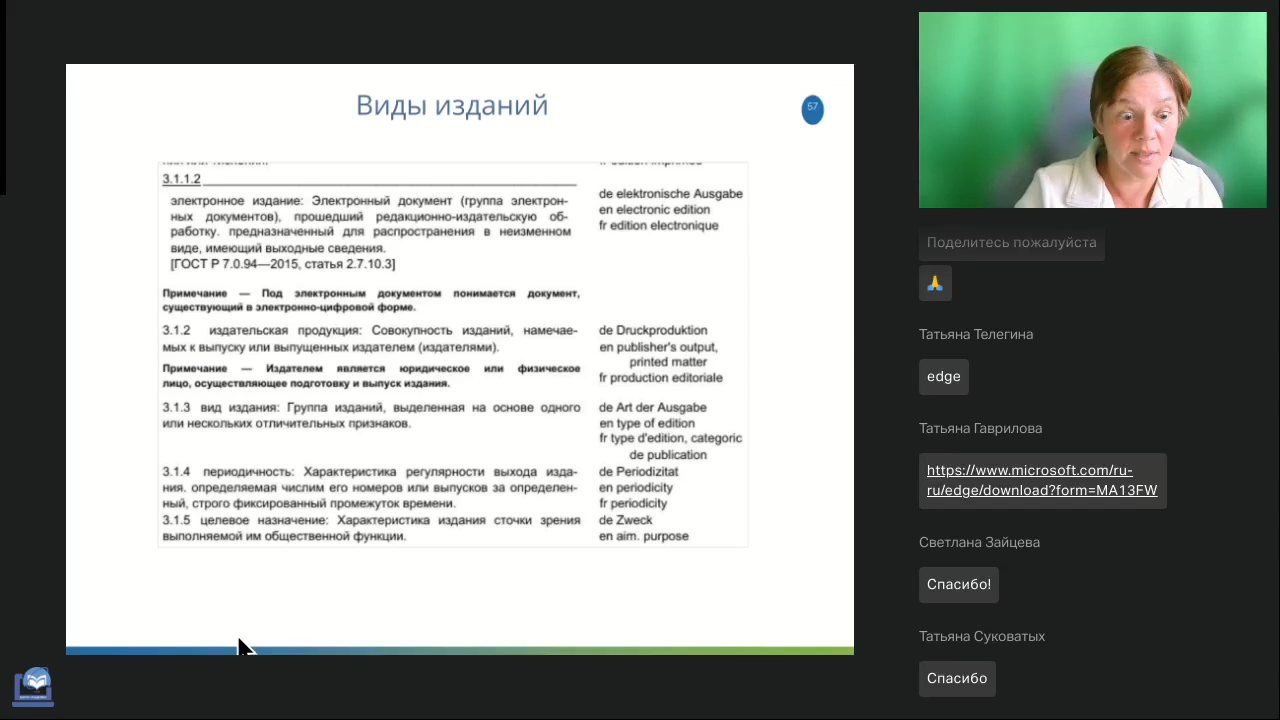 Виды изданий
57
3.1.1.2
электронное издание: Электронный документ (группа электрон-
ных документов), прошедший редакционно-издательскую об-
работку. предназначенный для распространения в неизменном
виде, имеющий выходные сведения.
[ГОСТ Р 7.0.94—2015, статья 2.7.10.3]
de elektronische Ausgabe
en electronic edition
fr edition electronique
Примечание — Под электронным документом понимается документ,
существующий в электронно-цифровой форме.
3.1.2 издательская продукция: Совокупность изданий, намечае-
мых к выпуску или выпущенных издателем (издателями).
Примечание — Издателем является юридическое или физическое
лицо, осуществляющее подготовку и выпуск издания.
de Druckproduktion
en publisher's output,
printed matter
fr production editoriale
3.1.3 вид издания: Группа изданий, выделенная на основе одного
или нескольких отличительных признаков.
de Art der Ausgabe
en type of edition
fr type d'edition, categoric
de publication
3.1.4 периодичность: Характеристика регулярности выхода изда-
ния. определяемая числим его номеров или выпусков за определен-
ный, строго фиксированный промежуток времени.
de Periodizitat
en periodicity
fr periodicity
3.1.5 целевое назначение: Характеристика издания сточки зрения
выполняемой им общественной функции.
de Zweck
en aim. purpose
Поделитесь пожалуйста
Татьяна Телегина
edge
Татьяна Гаврилова
https://www.microsoft.com/ru-
ru/edge/download?form=MA13FW
Светлана Зайцева
Спасибо!
Татьяна Суковатых
Спасибо